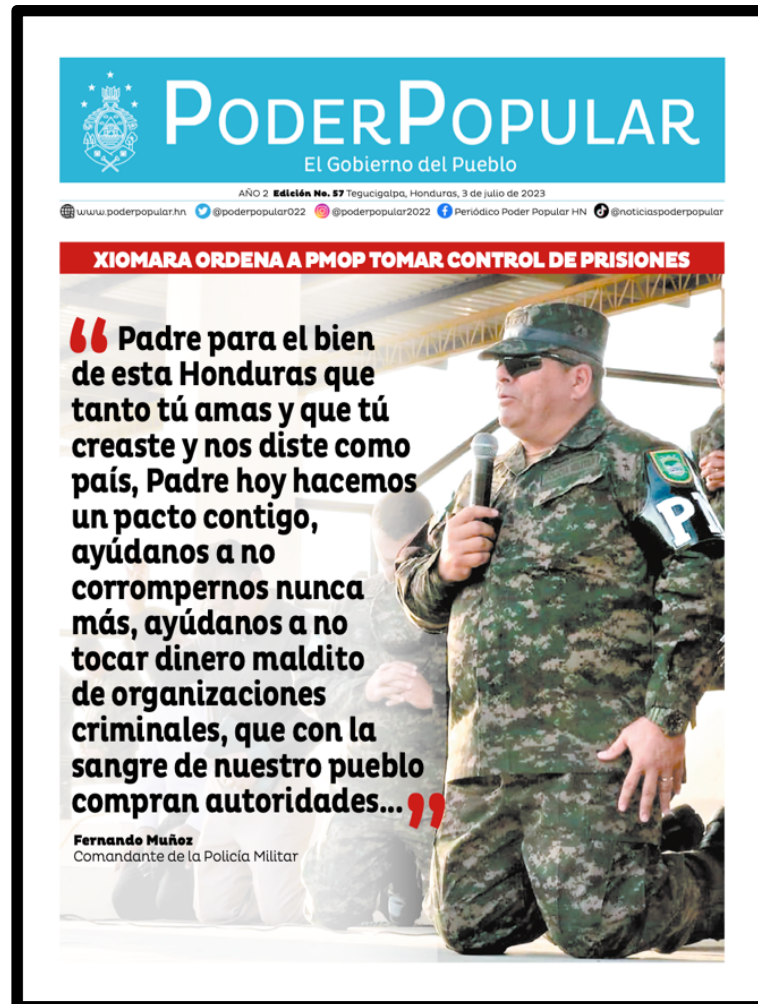 PODERPOPULAR
El Gobierno del Pueblo
AÑO 2 Edición No. 57 Tegucigalpa, Honduras, 3 de julio de 2023
www.poderpopular.hn @poderpopular022 @poderpopular2022 Periódico Poder Popular HN @noticiaspoderpopular
XIOMARA ORDENA A PMOP TOMAR CONTROL DE PRISIONES
“ Padre para el bien
de esta Honduras que
tanto tú amas y que tú
creaste y nos diste como
país, Padre hoy hacemos
un pacto contigo,
ayúdanos a no
corrompernos nunca
más, ayúdanos a no
tocar dinero maldito
de organizaciones
criminales, que con la
sangre de nuestro pueblo
compran autoridades... ”
Fernando Muñoz
Comandante de la Policía Militar
P